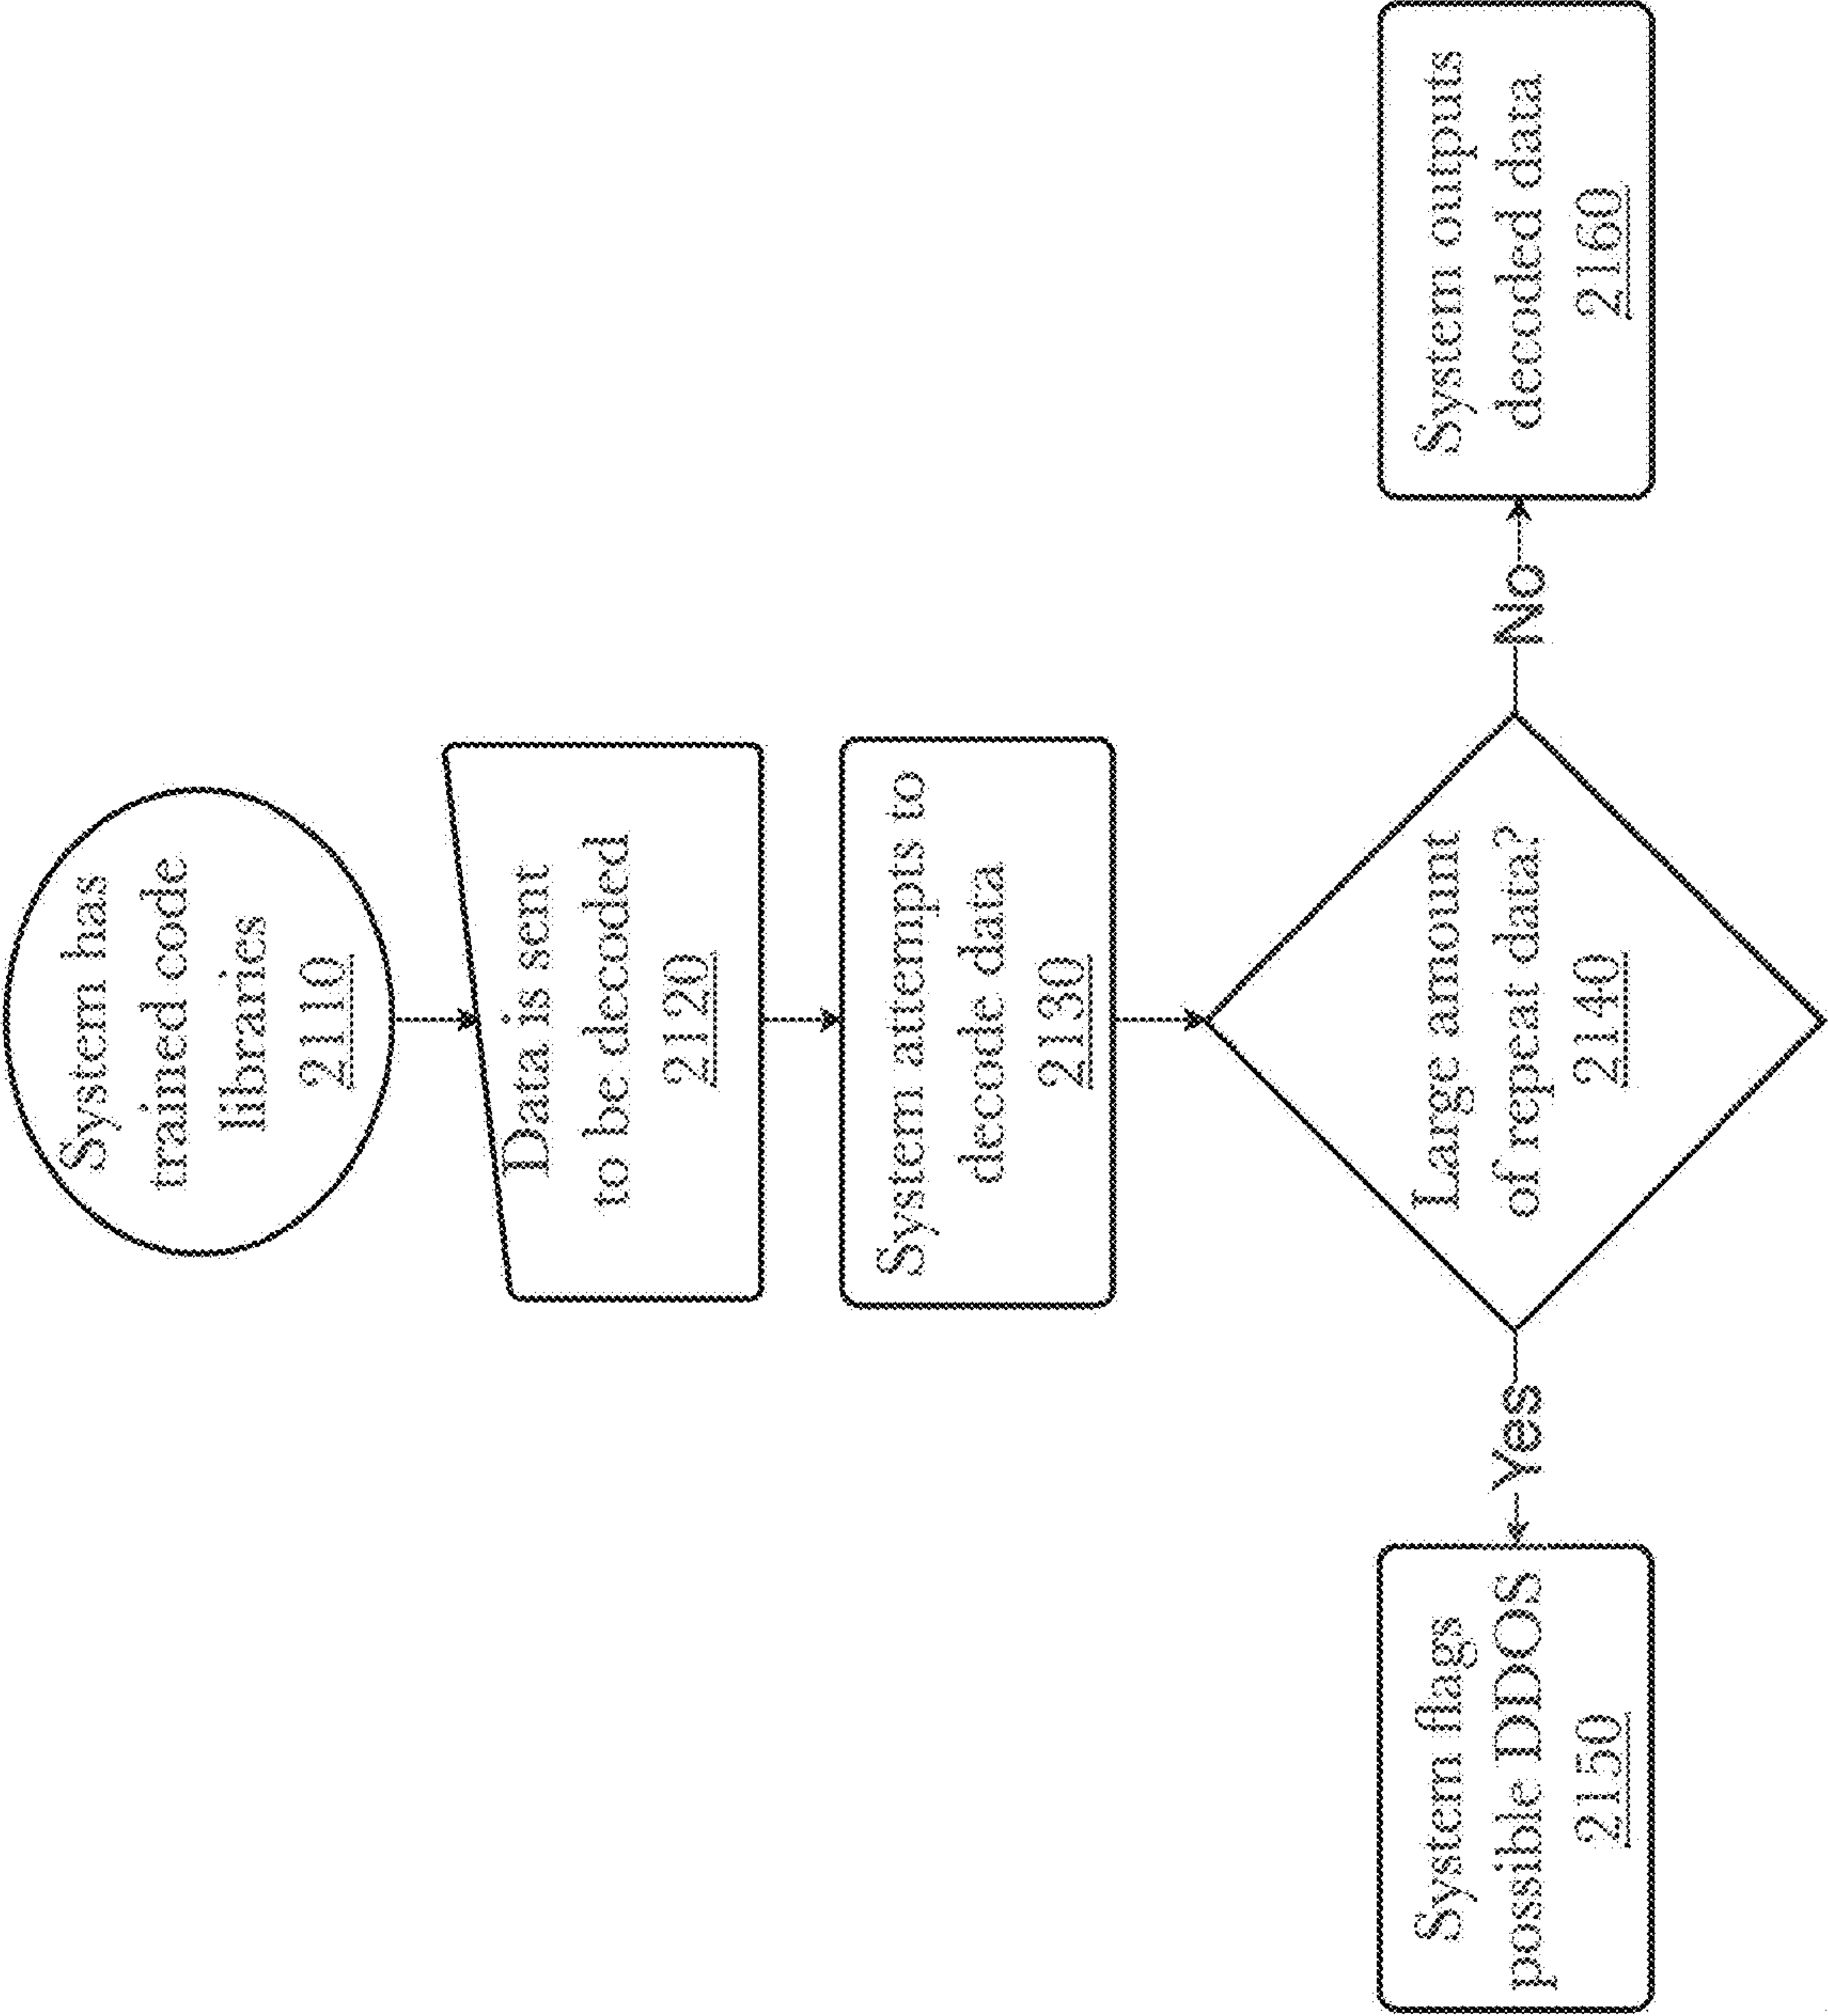 System has
trained code
libraries
2110
Data is sent
to be decoded
2120
System attempts to
decode data
2130
Large amount
of repeat data?
2140
Yes
No
System flags
possible DDOS
2150
System outputs
decoded data
2160